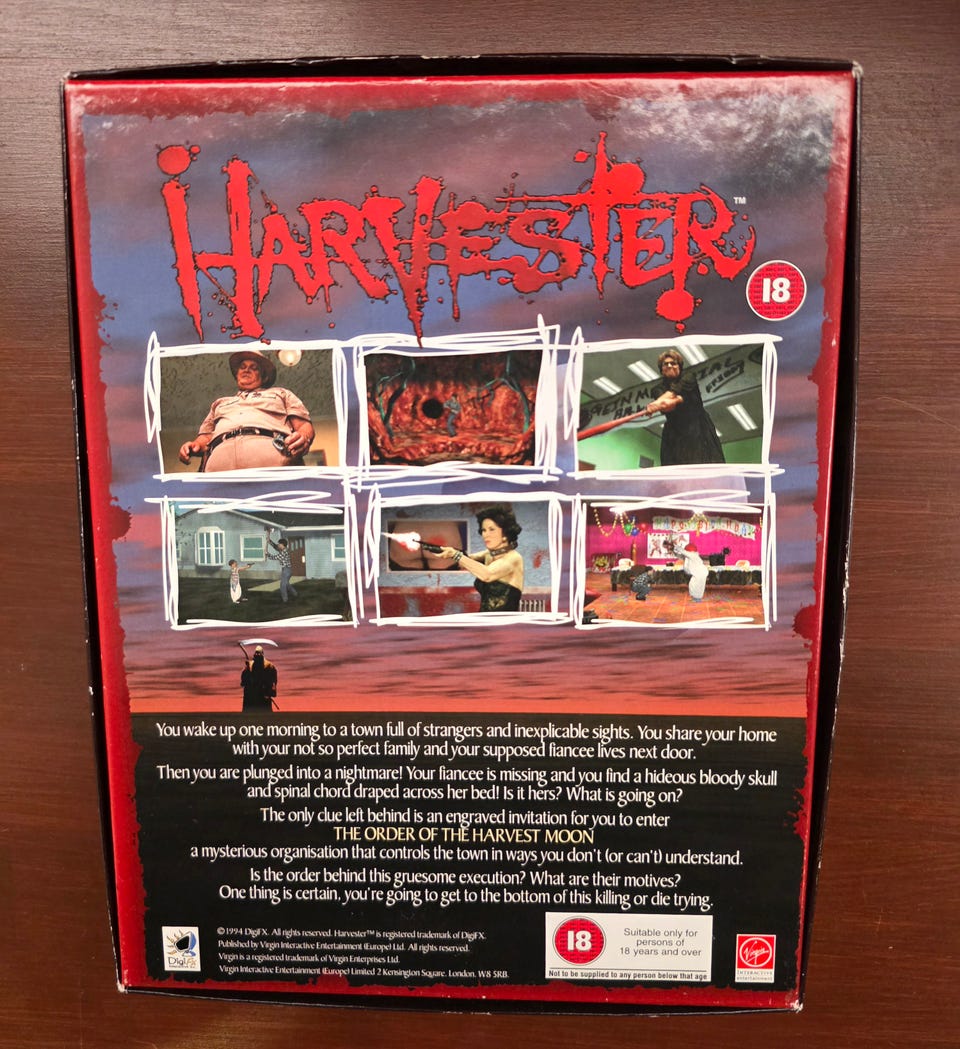 HARVESTER™
18
HAPPY BIRTHDAY
You wake up one morning to a town full of strangers and inexplicable sights. You share your home
with your not so perfect family and your supposed fiancee lives next door.
Then you are plunged into a nightmare! Your fiancee is missing and you find a hideous bloody skull
and spinal chord draped across her bed! Is it hers? What is going on?
The only clue left behind is an engraved invitation for you to enter
THE ORDER OF THE HARVEST MOON
a mysterious organisation that controls the town in ways you don't (or can't) understand.
Is the order behind this gruesome execution? What are their motives?
One thing is certain, you're going to get to the bottom of this killing or die trying.
DigiFX
©1994 DigiFX. All rights reserved. Harvester™ is registered trademark of DigiFX.
Published by Virgin Interactive Entertainment (Europe) Ltd. All rights reserved.
Virgin is a registered trademark of Virgin Enterprises Ltd.
Virgin Interactive Entertainment (Europe) Limited 2 Kensington Square. London. W8 5RB.
18
Suitable only for
persons of
18 years and over
Not to be supplied to any person below that age
Virgin
INTERACTIVE
entertainment